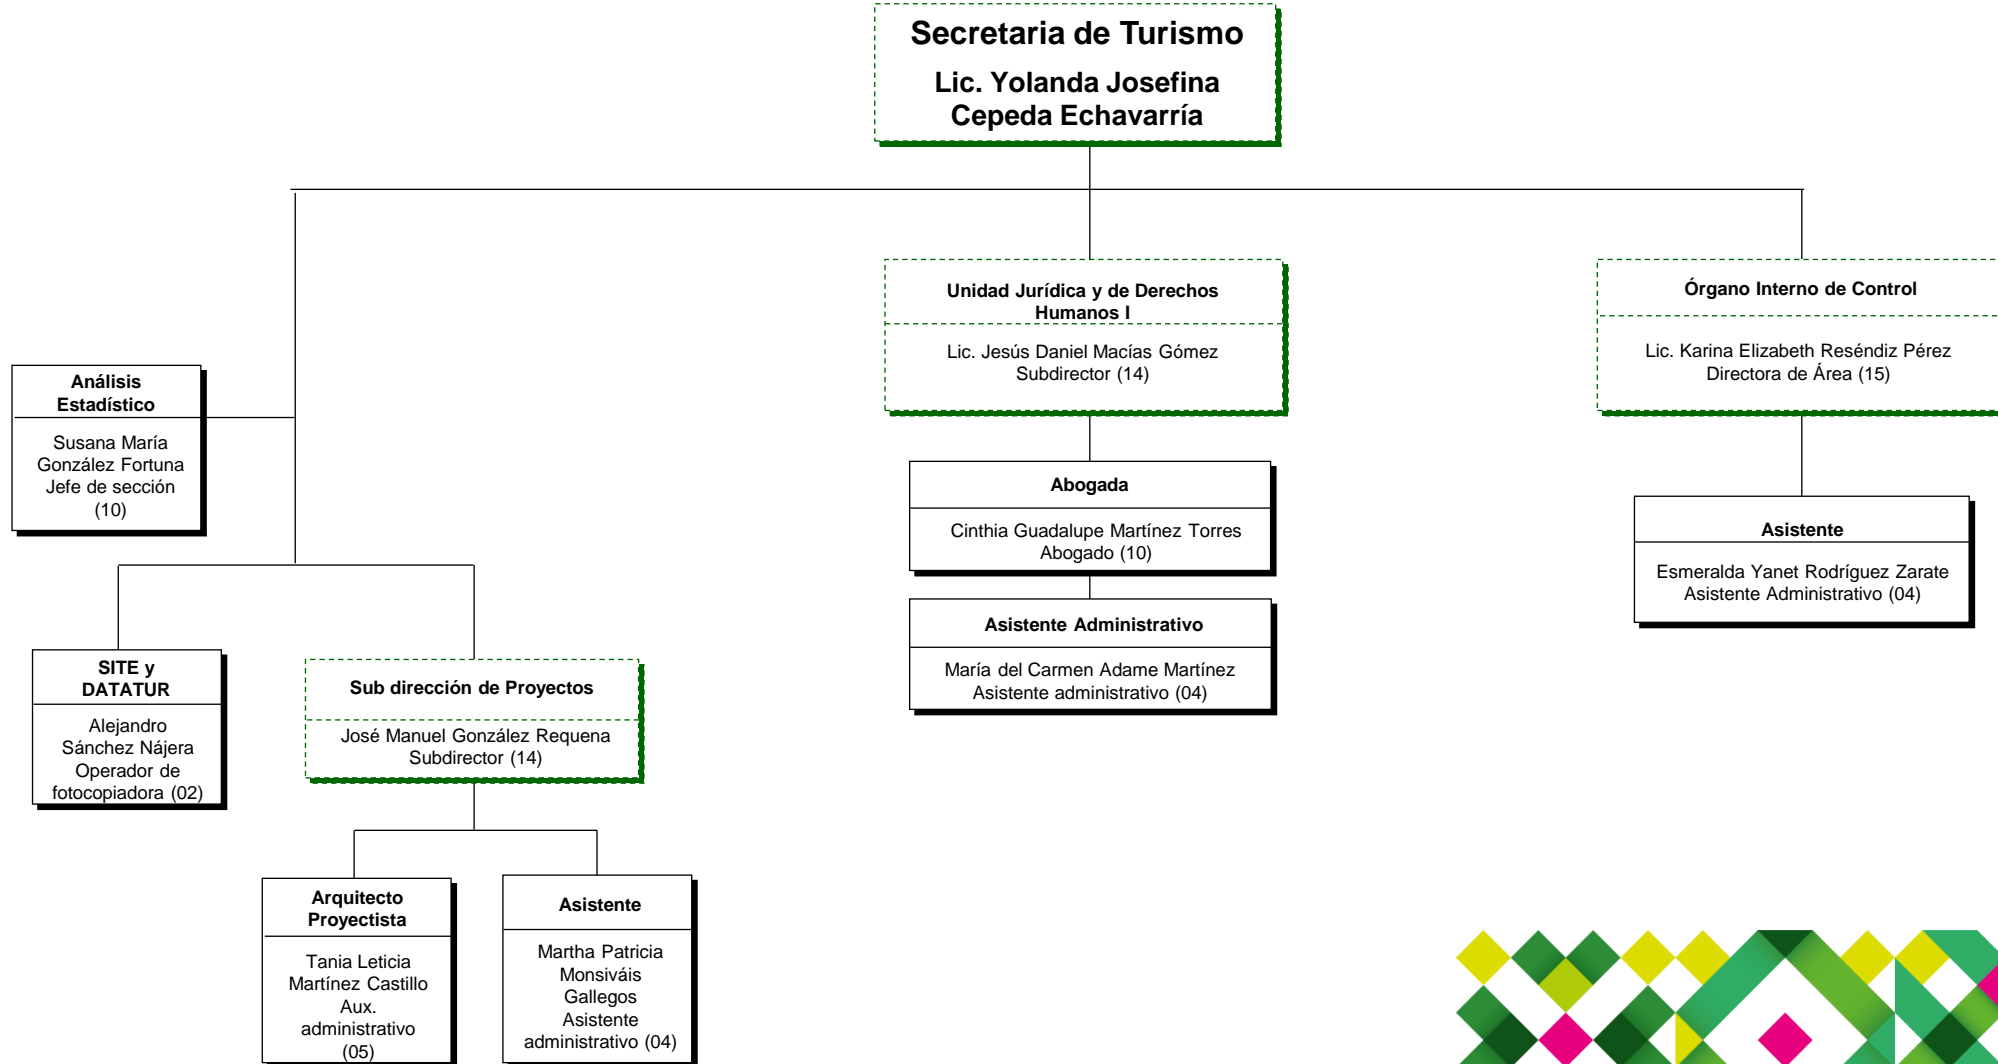 Secretaria de Turismo
Lic. Yolanda Josefina
Cepeda Echavarría
Unidad Jurídica y de Derechos
Humanos I
Lic. Jesús Daniel Macías Gómez
Subdirector (14)
Órgano Interno de Control
Lic. Karina Elizabeth Reséndiz Pérez
Directora de Área (15)
Análisis
Estadístico
Susana María
González Fortuna
Jefe de sección
(10)
Abogada
Cinthia Guadalupe Martínez Torres
Abogado (10)
Asistente
Esmeralda Yanet Rodríguez Zarate
Asistente Administrativo (04)
Asistente Administrativo
María del Carmen Adame Martínez
Asistente administrativo (04)
SITE y
DATATUR
Alejandro
Sánchez Nájera
Operador de
fotocopiadora (02)
Sub dirección de Proyectos
José Manuel González Requena
Subdirector (14)
Arquitecto
Proyectista
Tania Leticia
Martínez Castillo
Aux.
administrativo
(05)
Asistente
Martha Patricia
Monsiváis
Gallegos
Asistente
administrativo (04)